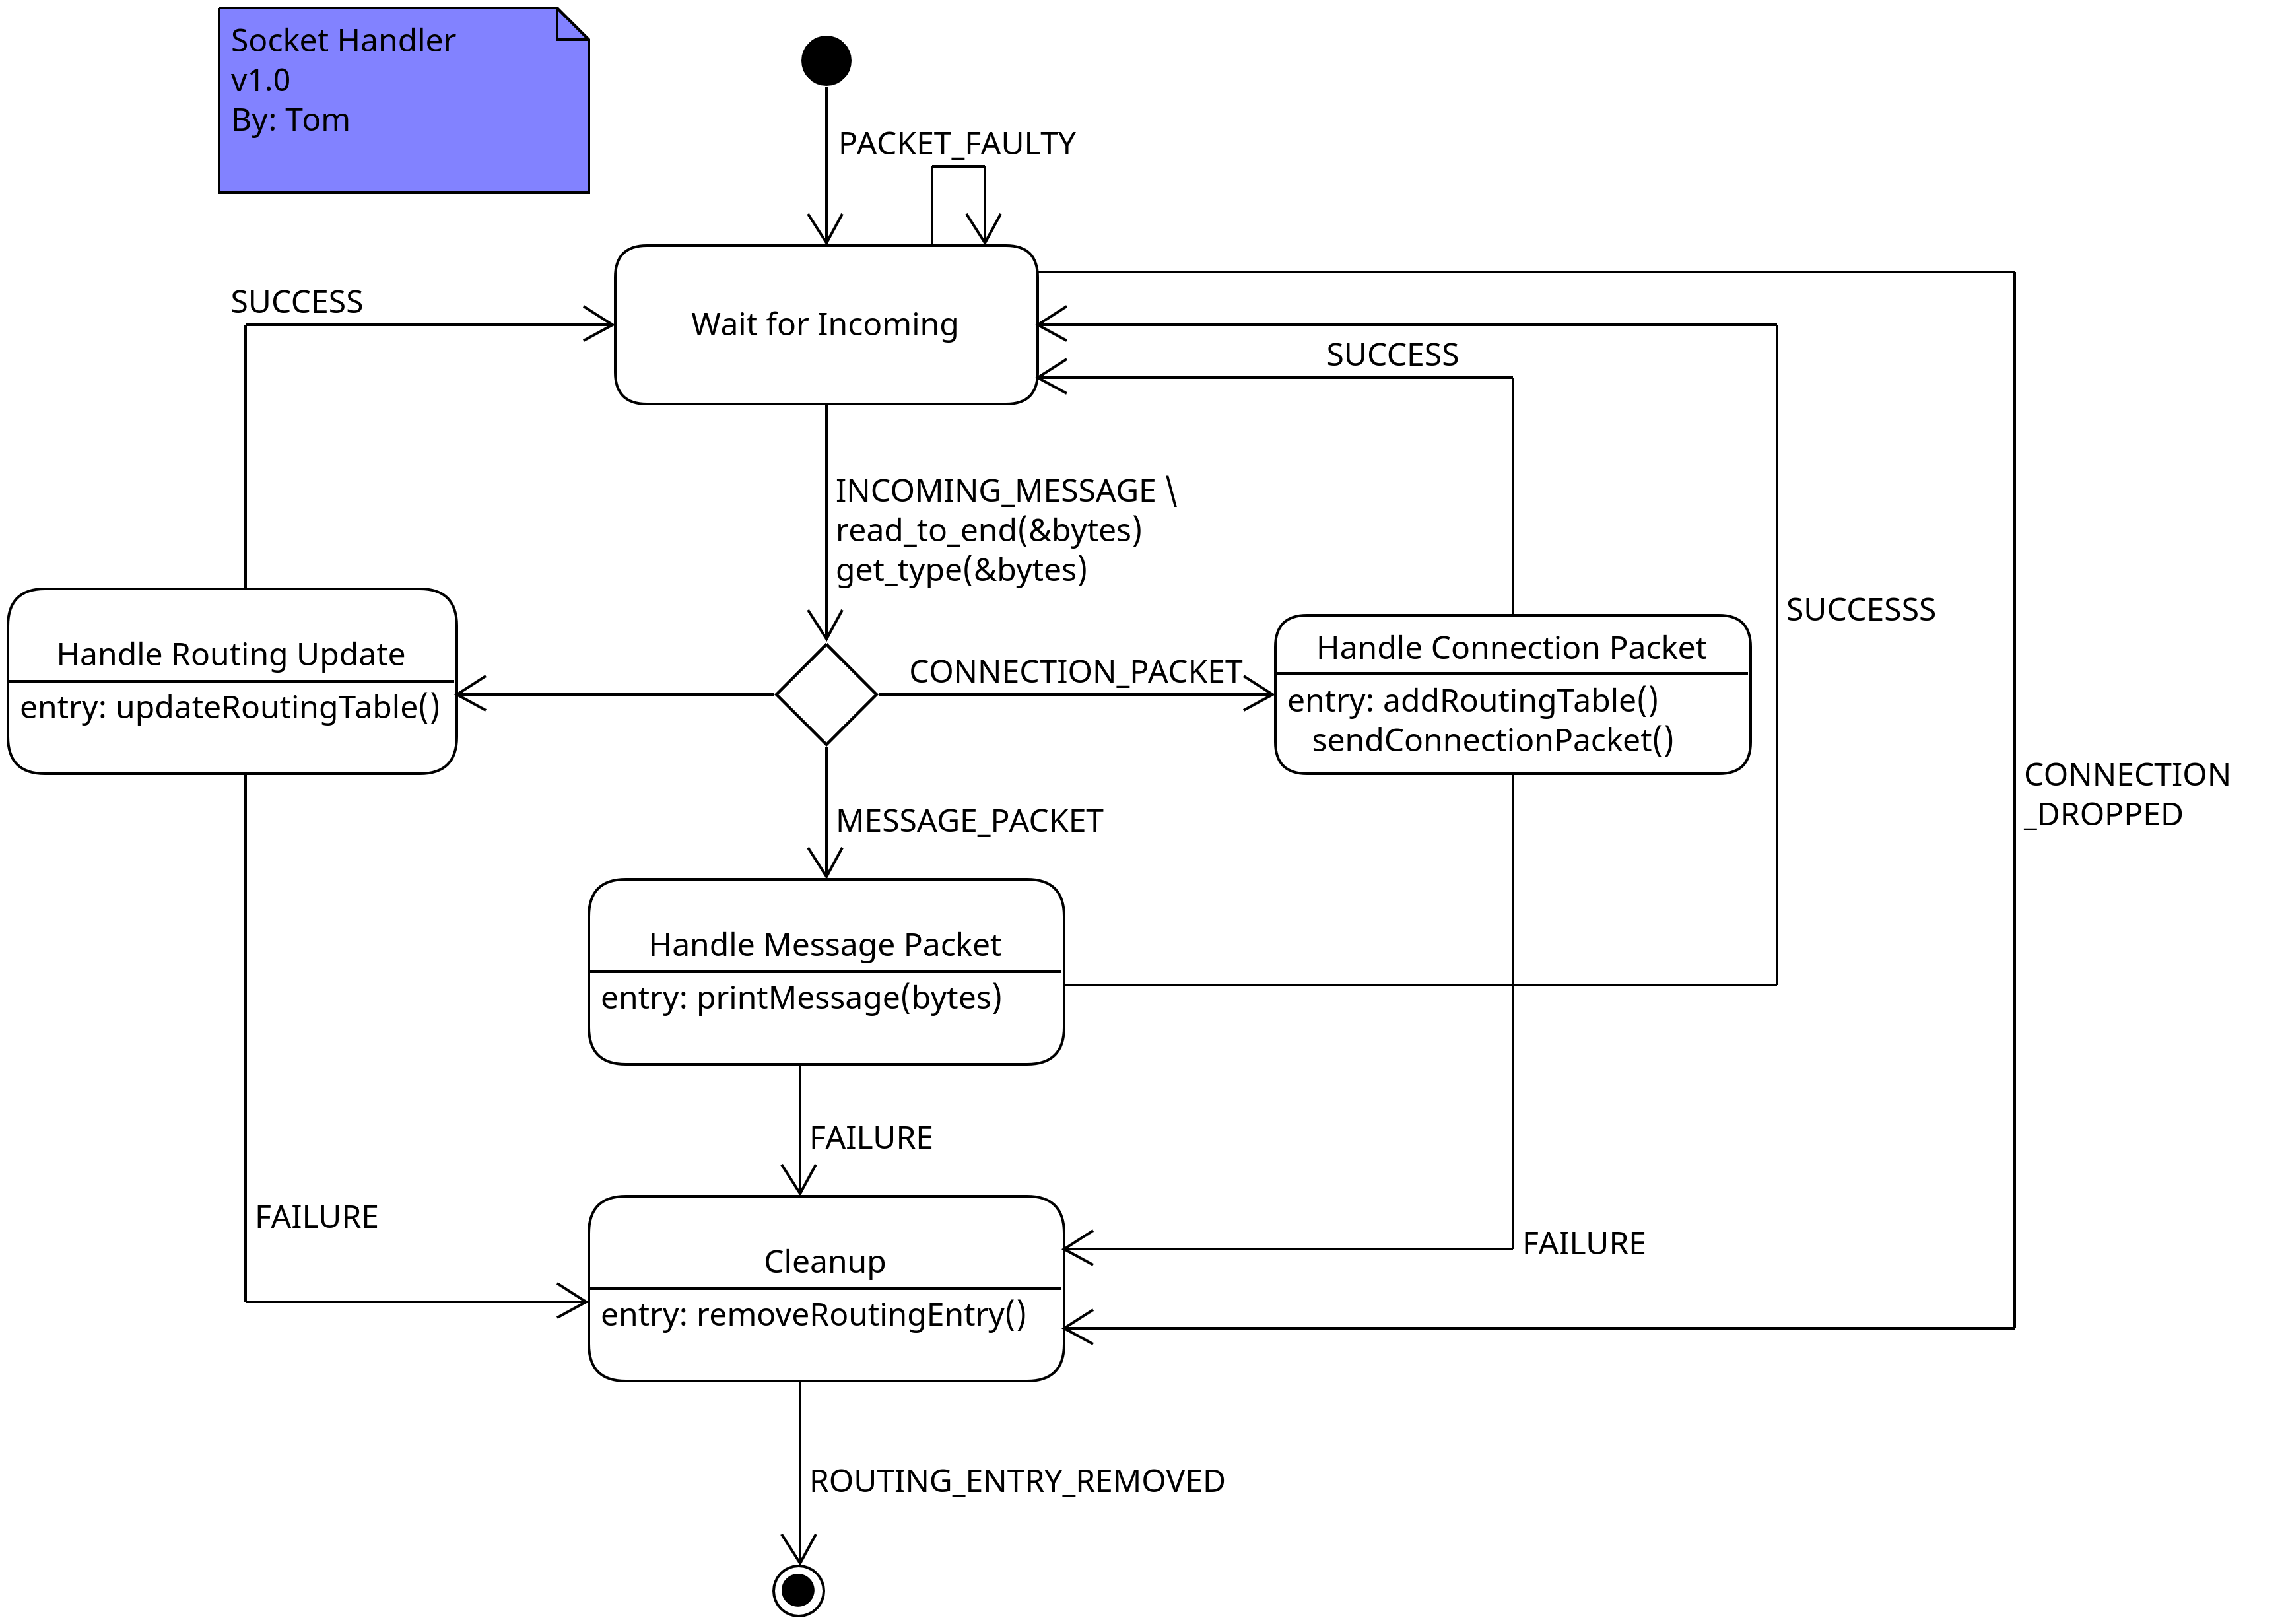 Socket Handler
v1.0
By: Tom
PACKET_FAULTY
SUCCESS
Wait for Incoming
SUCCESS
INCOMING_MESSAGE \
read_to_end(&bytes)
get_type(&bytes)
SUCCESSS
Handle Routing Update
entry: updateRoutingTable()
CONNECTION_PACKET
Handle Connection Packet
entry: addRoutingTable()
sendConnectionPacket()
CONNECTION
_DROPPED
MESSAGE_PACKET
Handle Message Packet
entry: printMessage(bytes)
FAILURE
FAILURE
FAILURE
Cleanup
entry: removeRoutingEntry()
ROUTING_ENTRY_REMOVED